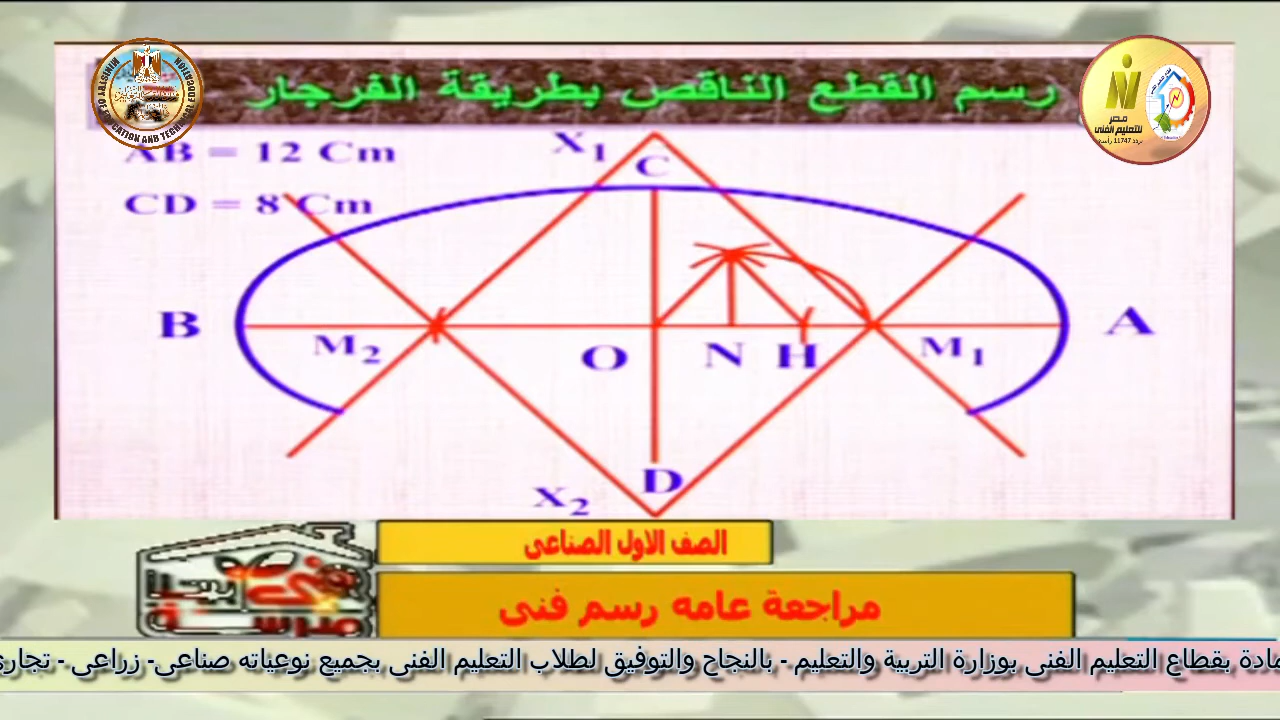 رسم القطع الناقص بطريقة الفرجار
مصر
للتعليم الفنى
AB = 12 Cm
CD = 8 Cm
X1
C
B
A
M2
O
N
H
M1
D
X2
الصف الاول الصناعى
مراجعة عامه رسم فنى
بقطاع التعليم الفنى بوزارة التربية والتعليم - بالنجاح والتوفيق لطلاب التعليم الفنى بجميع نوعياته صناعى- زراعى -